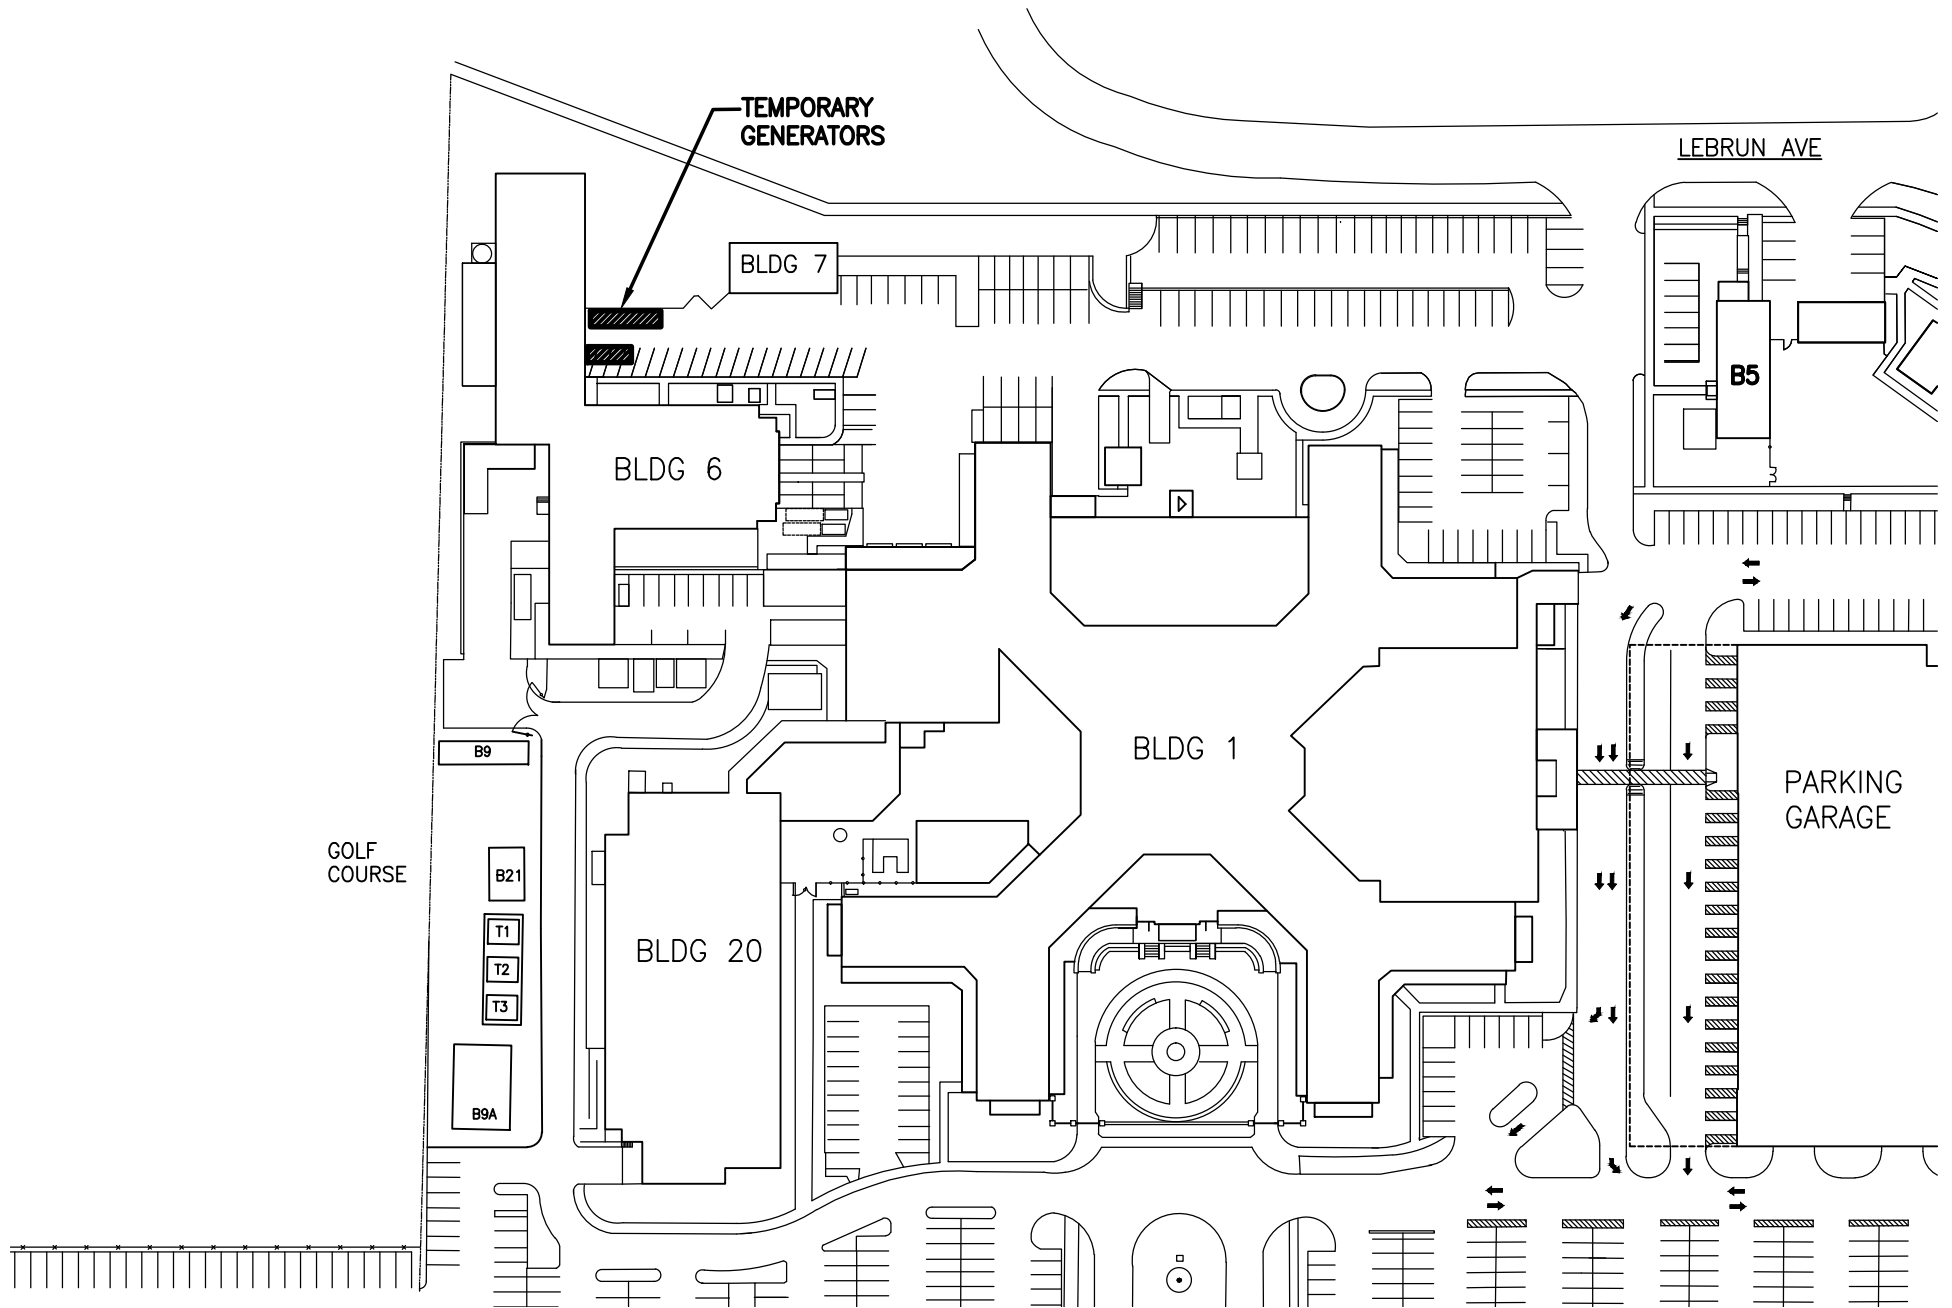 TEMPORARY
GENERATORS
LEBRUN AVE
BLDG 7
B5
BLDG 6
BLDG 1
B9
PARKING
GARAGE
GOLF
COURSE
B21
T1
T2
T3
BLDG 20
B9A